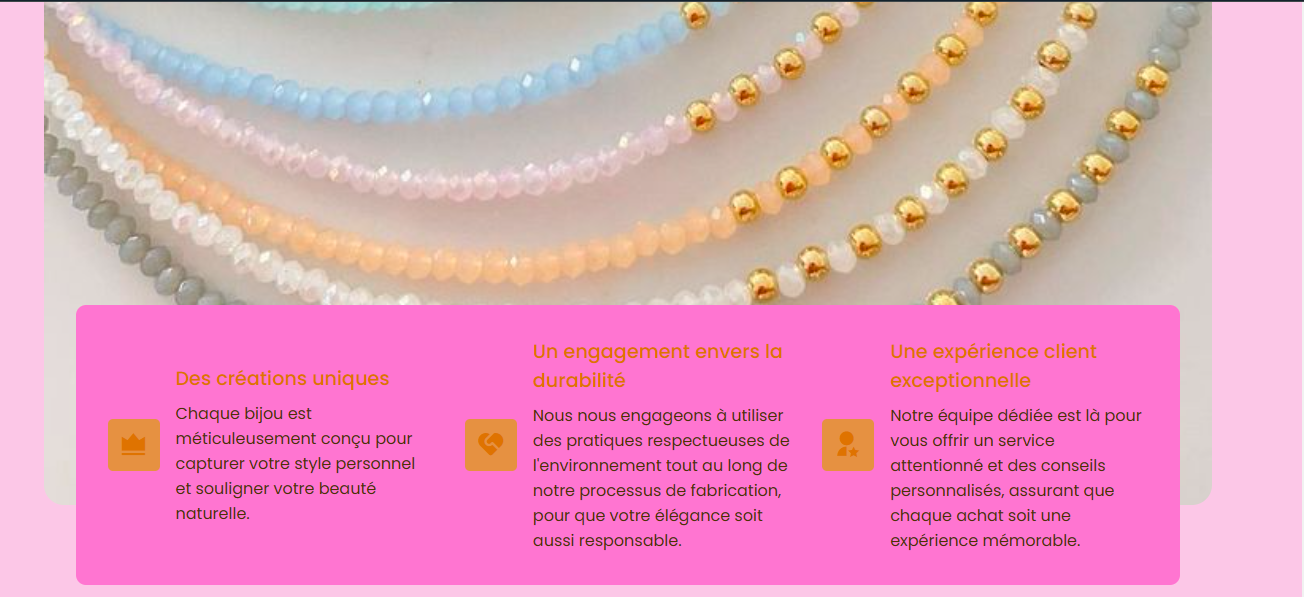 Des créations uniques
Chaque bijou est
méticuleusement conçu pour
capturer votre style personnel
et souligner votre beauté
naturelle.
Un engagement envers la
durabilité
Nous nous engageons à utiliser
des pratiques respectueuses de
l'environnement tout au long de
notre processus de fabrication,
pour que votre élégance soit
aussi responsable.
Une expérience client
exceptionnelle
Notre équipe dédiée est là pour
vous offrir un service
attentionné et des conseils
personnalisés, assurant que
chaque achat soit une
expérience mémorable.